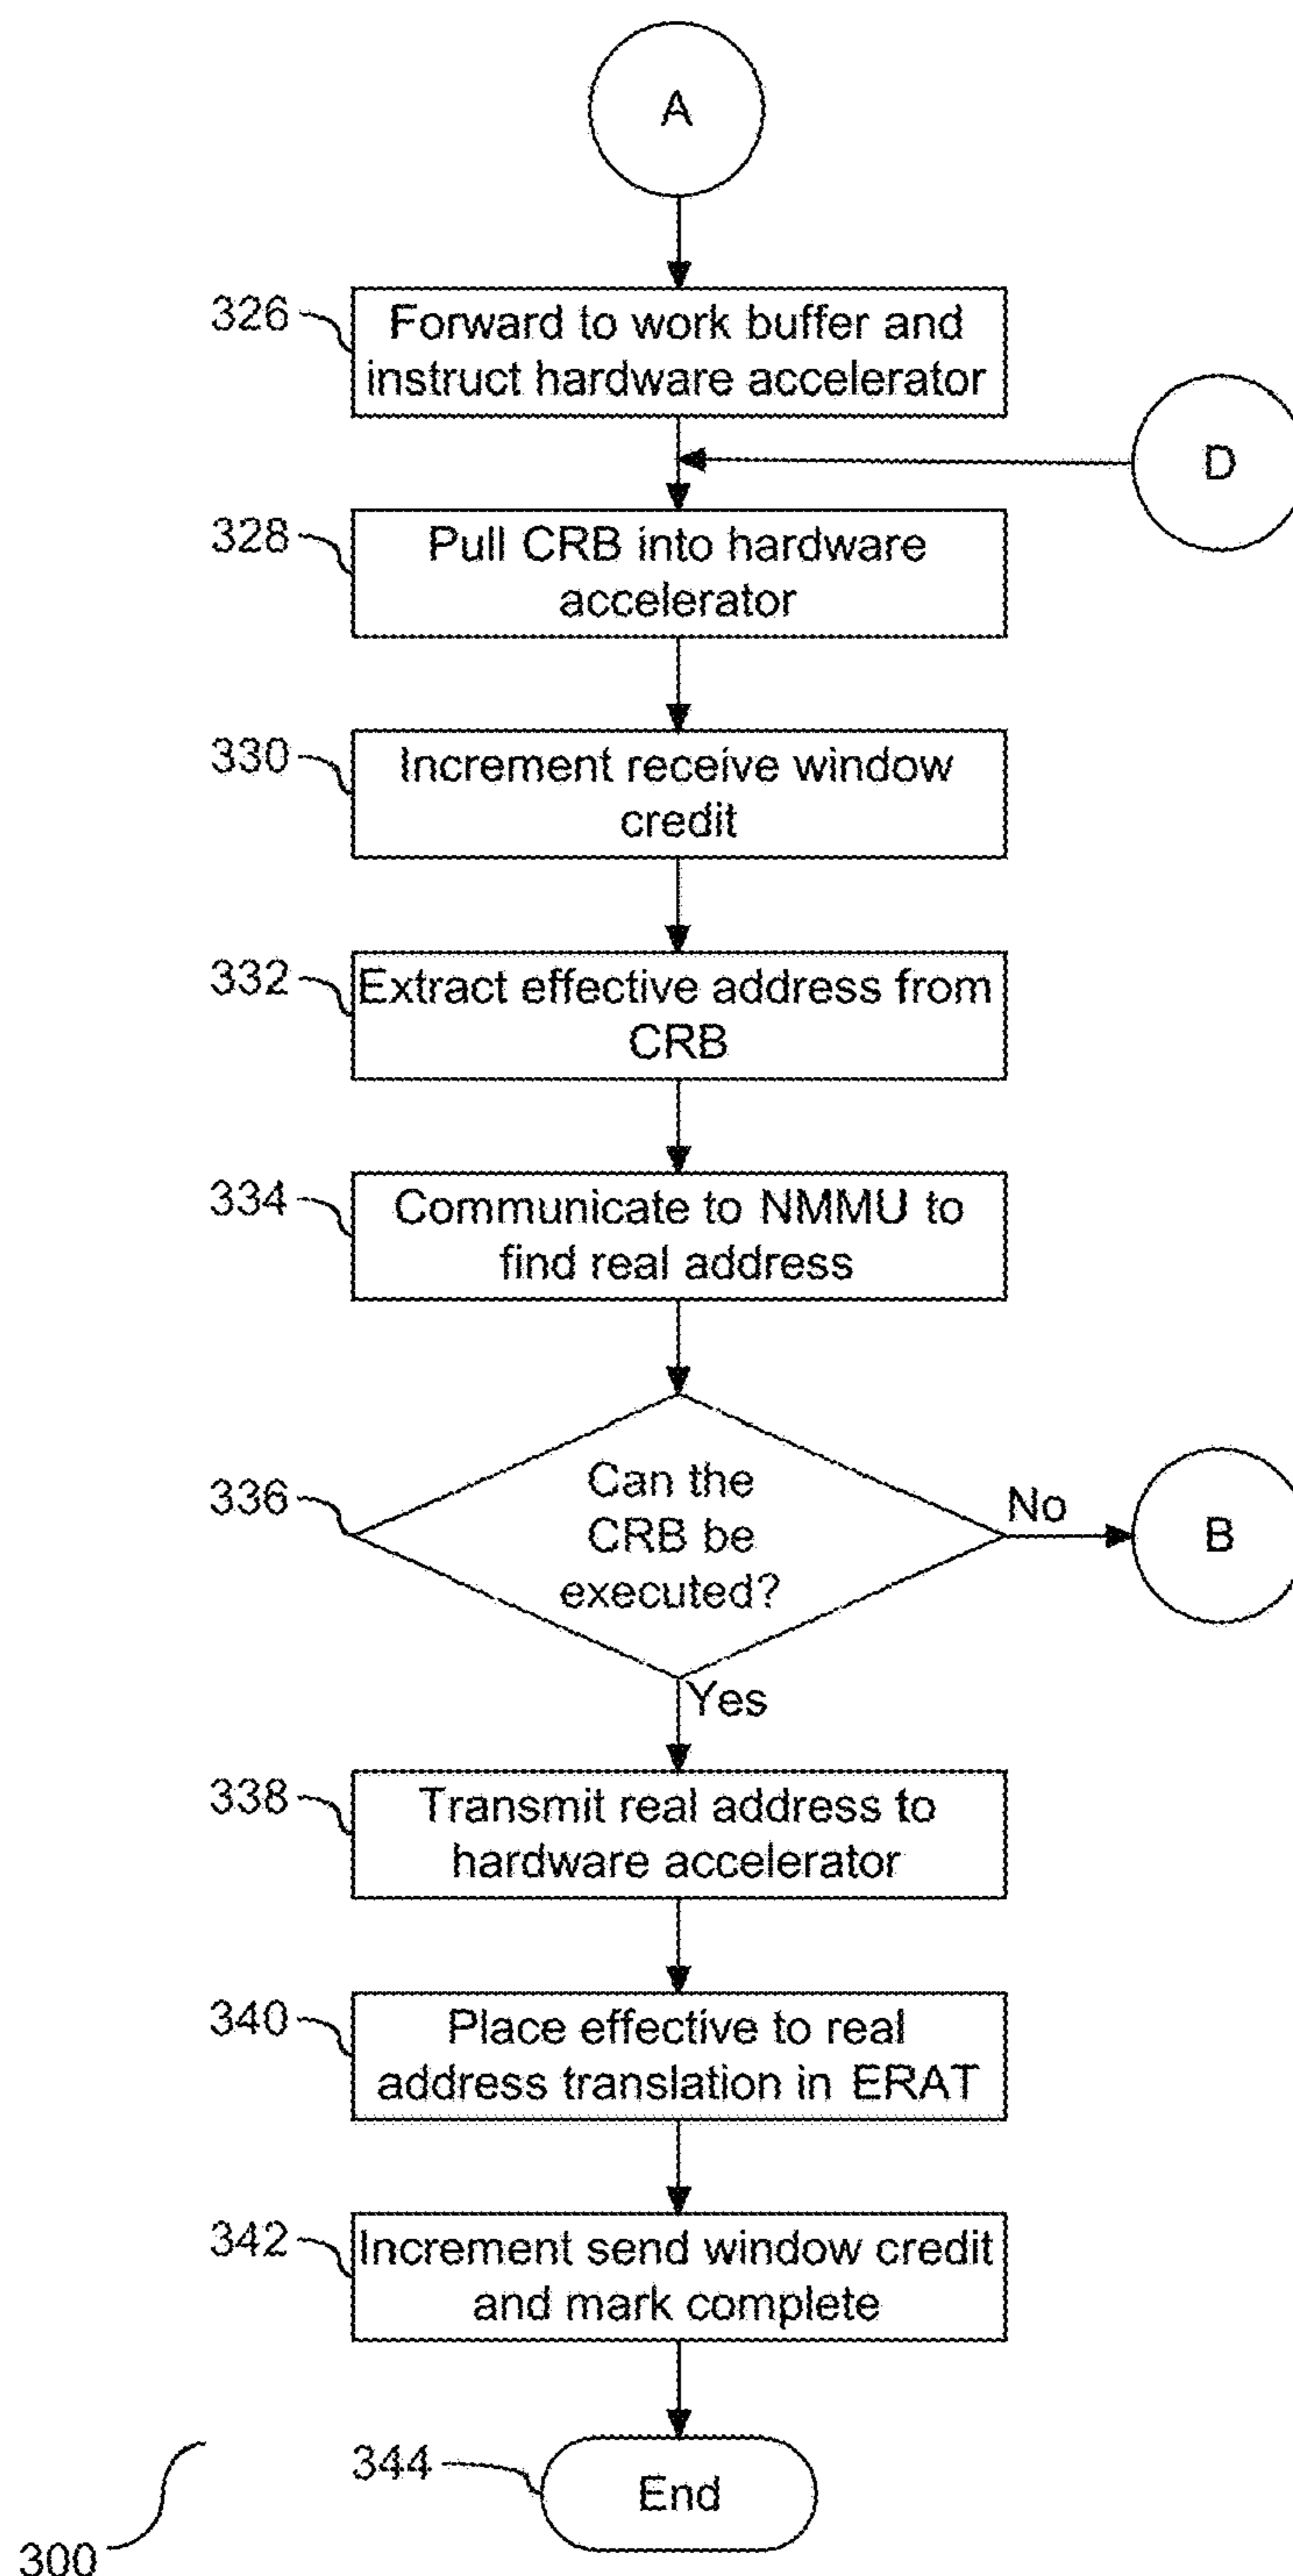 A
326
Forward to work buffer and
instruct hardware accelerator
D
328
Pull CRB into hardware
accelerator
330
Increment receive window
credit
332
Extract effective address from
CRB
334
Communicate to NMMU to
find real address
336
Can the
CRB be
executed?
No
B
Yes
338
Transmit real address to
hardware accelerator
340
Place effective to real
address translation in ERAT
342
Increment send window credit
and mark complete
344
End
300